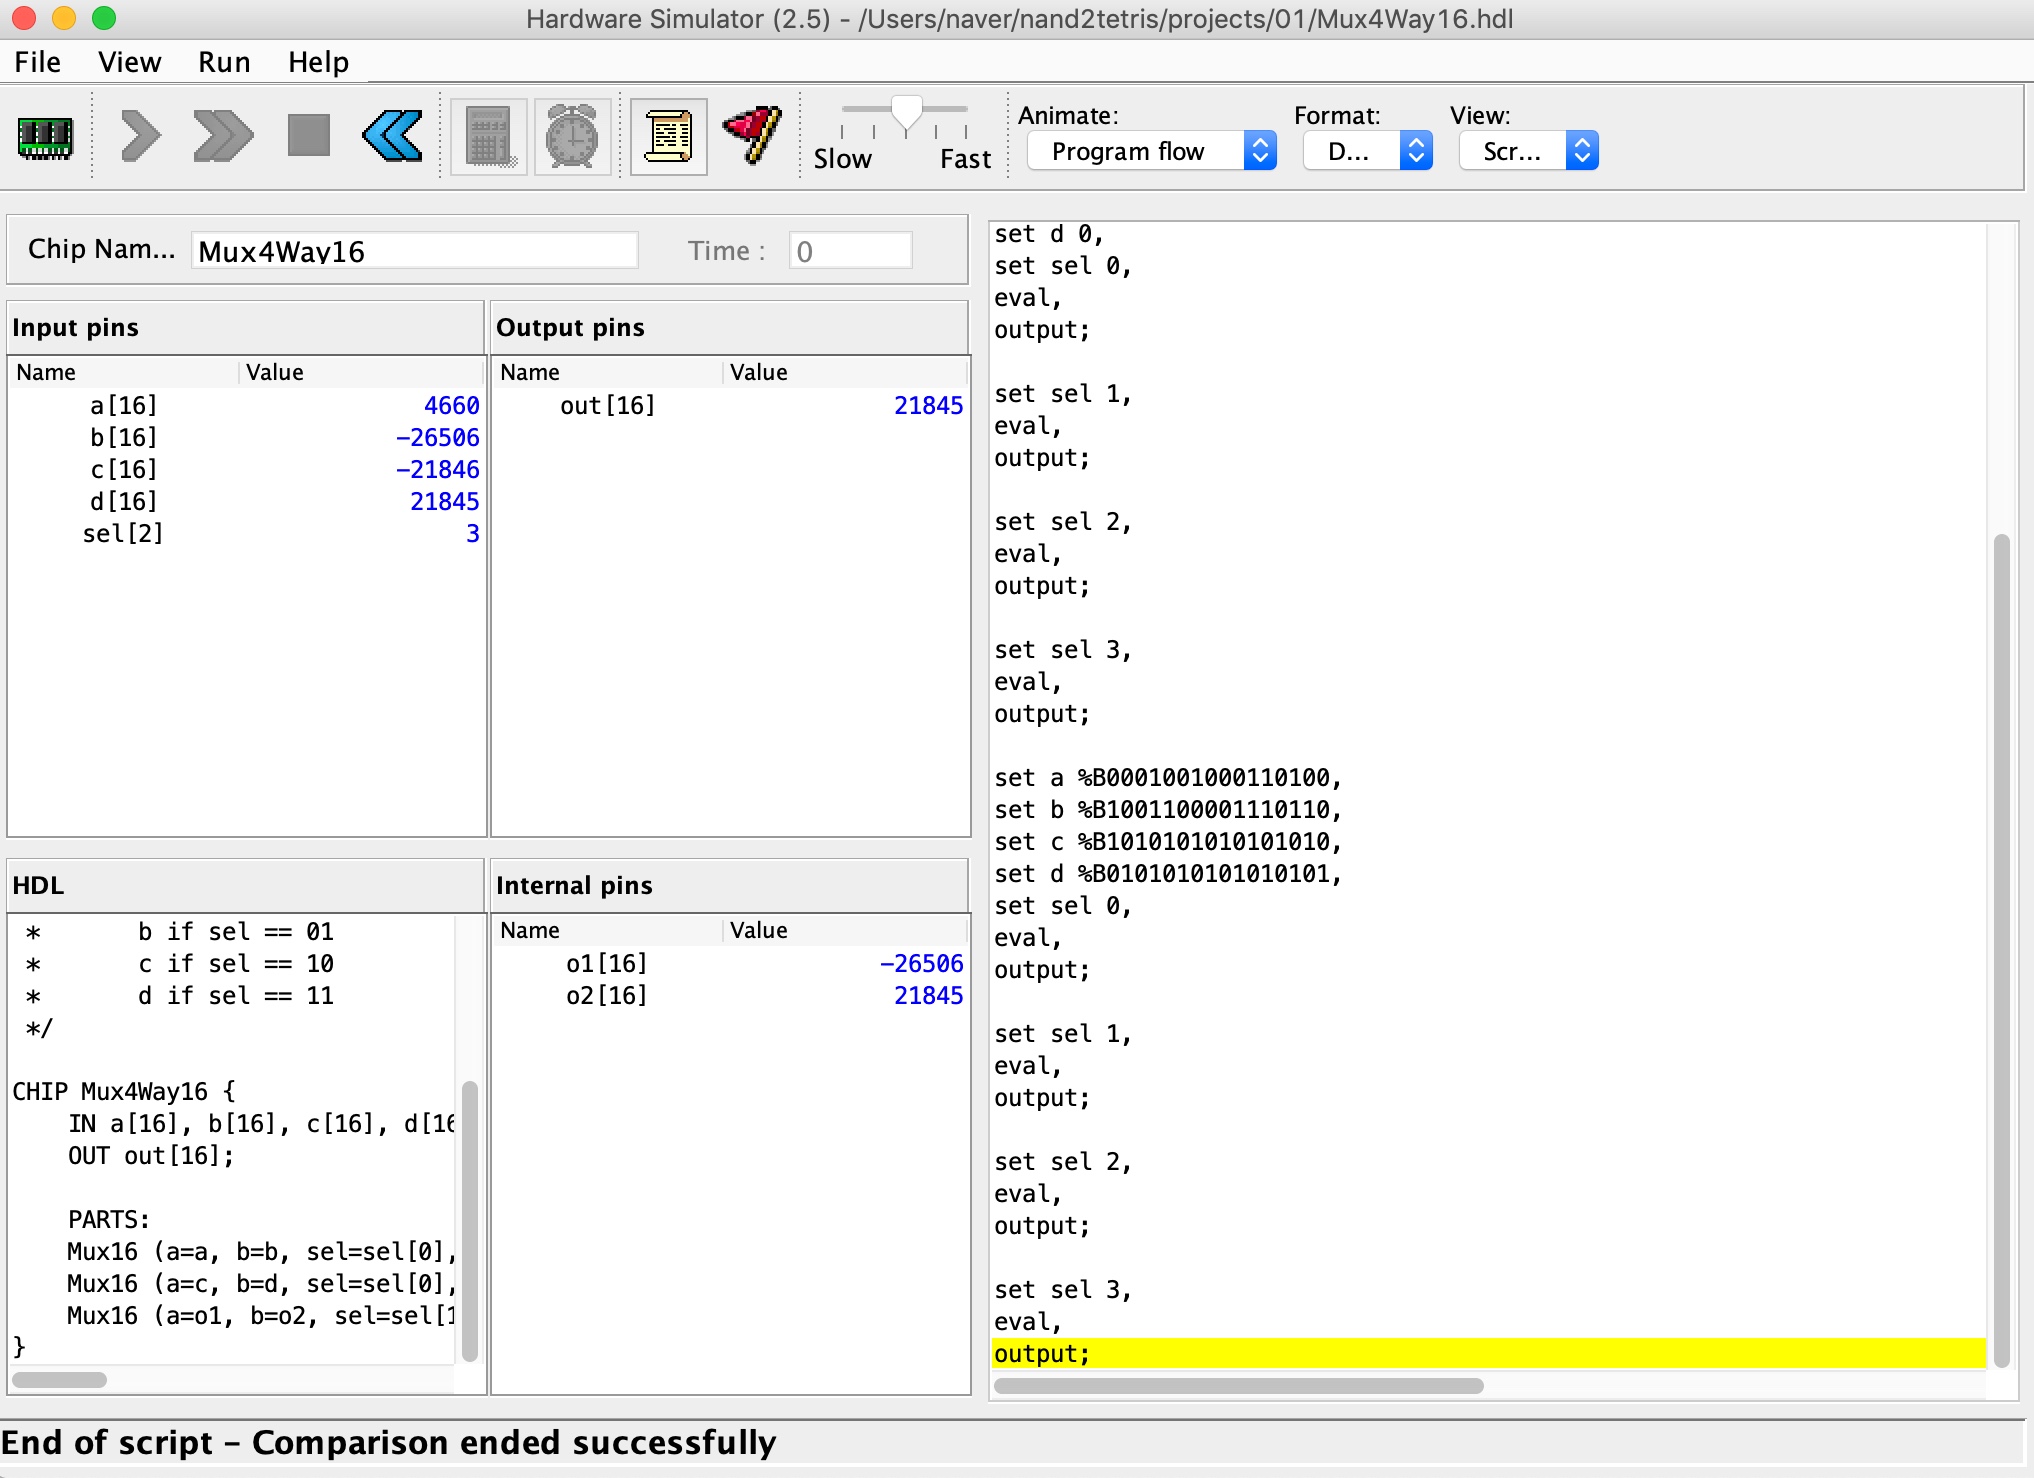 Hardware Simulator (2.5) - /Users/naver/nand2tetris/projects/01/Mux4Way16.hdl
File View Run Help
Slow Fast
Animate: Format: View:
Program flow D... Scr...
Chip Nam... Mux4Way16 Time : 0
Input pins
Name Value
a[16] 4660
b[16] -26506
c[16] -21846
d[16] 21845
sel[2] 3
Output pins
Name Value
out[16] 21845
HDL
* b if sel == 01
* c if sel == 10
* d if sel == 11
*/
CHIP Mux4Way16 {
IN a[16], b[16], c[16], d[16
OUT out[16];
PARTS:
Mux16 (a=a, b=b, sel=sel[0],
Mux16 (a=c, b=d, sel=sel[0],
Mux16 (a=o1, b=o2, sel=sel[1
}
Internal pins
Name Value
o1[16] -26506
o2[16] 21845
set d 0,
set sel 0,
eval,
output;
set sel 1,
eval,
output;
set sel 2,
eval,
output;
set sel 3,
eval,
output;
set a %B0001001000110100,
set b %B1001100001110110,
set c %B1010101010101010,
set d %B0101010101010101,
set sel 0,
eval,
output;
set sel 1,
eval,
output;
set sel 2,
eval,
output;
set sel 3,
eval,
output;
End of script - Comparison ended successfully